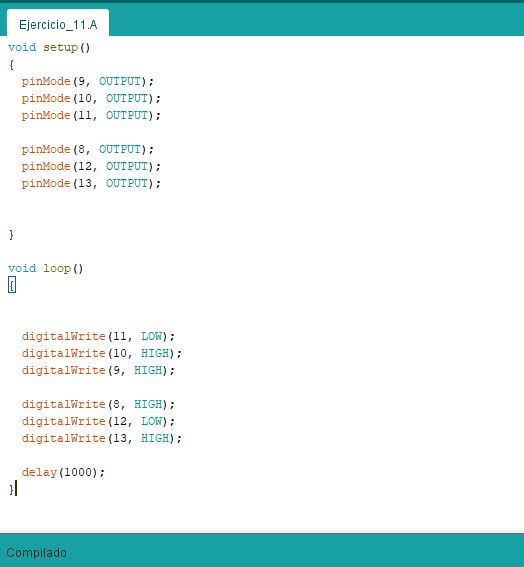 Ejercicio_11.A
void setup()
{
  pinMode(9, OUTPUT);
  pinMode(10, OUTPUT);
  pinMode(11, OUTPUT);

  pinMode(8, OUTPUT);
  pinMode(12, OUTPUT);
  pinMode(13, OUTPUT);

}

void loop()
{

  digitalWrite(11, LOW);
  digitalWrite(10, HIGH);
  digitalWrite(9, HIGH);

  digitalWrite(8, HIGH);
  digitalWrite(12, LOW);
  digitalWrite(13, HIGH);

  delay(1000);
}
Compilado